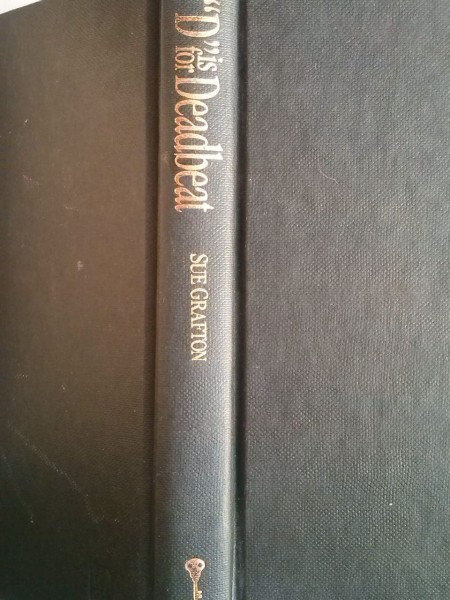 "D" is
for Deadbeat
SUE GRAFTON